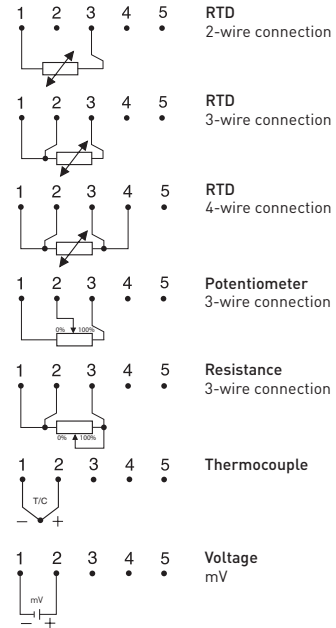 1 2 3 4 5
RTD
2-wire connection
1 2 3 4 5
RTD
3-wire connection
1 2 3 4 5
RTD
4-wire connection
1 2 3 4 5
Potentiometer
3-wire connection
0% 100%
1 2 3 4 5
Resistance
3-wire connection
0% 100%
1 2 3 4 5
Thermocouple
T/C
− +
1 2 3 4 5
Voltage
mV
mV
− +